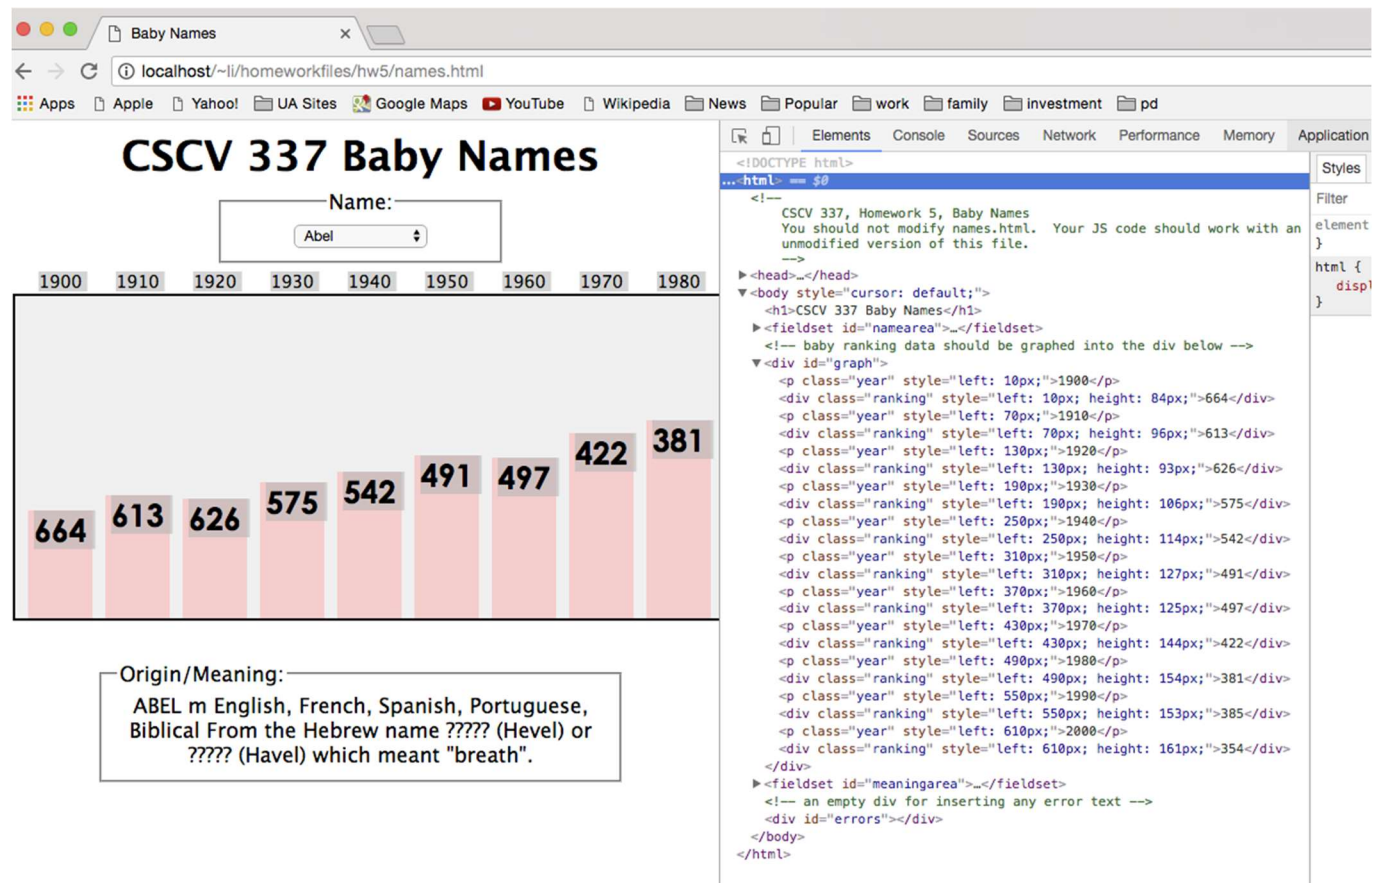 Baby Names
localhost/~li/homeworkfiles/hw5/names.html
Apps Apple Yahoo! UA Sites Google Maps YouTube Wikipedia News Popular work family investment pd
CSCV 337 Baby Names
Name:
Abel
1900 1910 1920 1930 1940 1950 1960 1970 1980
664 613 626 575 542 491 497 422 381
Origin/Meaning:
ABEL m English, French, Spanish, Portuguese,
Biblical From the Hebrew name ????? (Hevel) or
????? (Havel) which meant "breath".
Elements Console Sources Network Performance Memory Application
<!DOCTYPE html>
...<html> == $0
<!--
CSCV 337, Homework 5, Baby Names
You should not modify names.html.  Your JS code should work with an
unmodified version of this file.
-->
▶<head>…</head>
▼<body style="cursor: default;">
<h1>CSCV 337 Baby Names</h1>
▶<fieldset id="namearea">…</fieldset>
<!-- baby ranking data should be graphed into the div below -->
▼<div id="graph">
<p class="year" style="left: 10px;">1900</p>
<div class="ranking" style="left: 10px; height: 84px;">664</div>
<p class="year" style="left: 70px;">1910</p>
<div class="ranking" style="left: 70px; height: 96px;">613</div>
<p class="year" style="left: 130px;">1920</p>
<div class="ranking" style="left: 130px; height: 93px;">626</div>
<p class="year" style="left: 190px;">1930</p>
<div class="ranking" style="left: 190px; height: 106px;">575</div>
<p class="year" style="left: 250px;">1940</p>
<div class="ranking" style="left: 250px; height: 114px;">542</div>
<p class="year" style="left: 310px;">1950</p>
<div class="ranking" style="left: 310px; height: 127px;">491</div>
<p class="year" style="left: 370px;">1960</p>
<div class="ranking" style="left: 370px; height: 125px;">497</div>
<p class="year" style="left: 430px;">1970</p>
<div class="ranking" style="left: 430px; height: 144px;">422</div>
<p class="year" style="left: 490px;">1980</p>
<div class="ranking" style="left: 490px; height: 154px;">381</div>
<p class="year" style="left: 550px;">1990</p>
<div class="ranking" style="left: 550px; height: 153px;">385</div>
<p class="year" style="left: 610px;">2000</p>
<div class="ranking" style="left: 610px; height: 161px;">354</div>
</div>
▶<fieldset id="meaningarea">…</fieldset>
<!-- an empty div for inserting any error text -->
<div id="errors"></div>
</body>
</html>
Styles
Filter
element
}
html {
displ
}